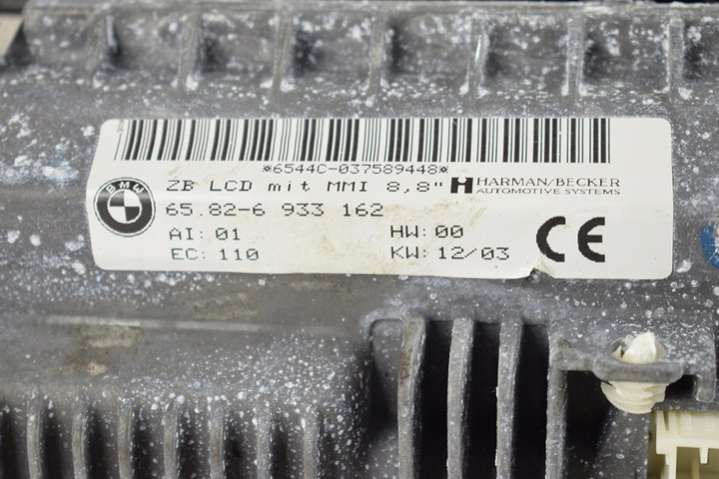 *6544C-037589448*
BMW
ZB LCD mit MMI 8,8"
HARMAN/BECKER
AUTOMOTIVE SYSTEMS
65.82-6 933 162
AI: 01 HW: 00
EC: 110 KW: 12/03
CE